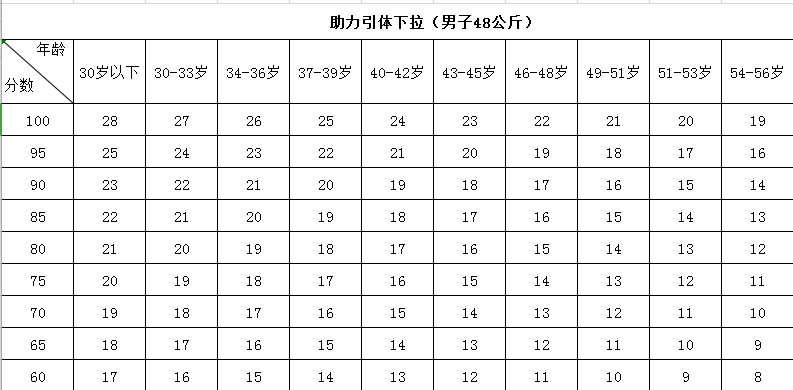 助力引体下拉（男子48公斤）
年龄
分数 30岁以下 30-33岁 34-36岁 37-39岁 40-42岁 43-45岁 46-48岁 49-51岁 51-53岁 54-56岁
100 28 27 26 25 24 23 22 21 20 19
95 25 24 23 22 21 20 19 18 17 16
90 23 22 21 20 19 18 17 16 15 14
85 22 21 20 19 18 17 16 15 14 13
80 21 20 19 18 17 16 15 14 13 12
75 20 19 18 17 16 15 14 13 12 11
70 19 18 17 16 15 14 13 12 11 10
65 18 17 16 15 14 13 12 11 10 9
60 17 16 15 14 13 12 11 10 9 8